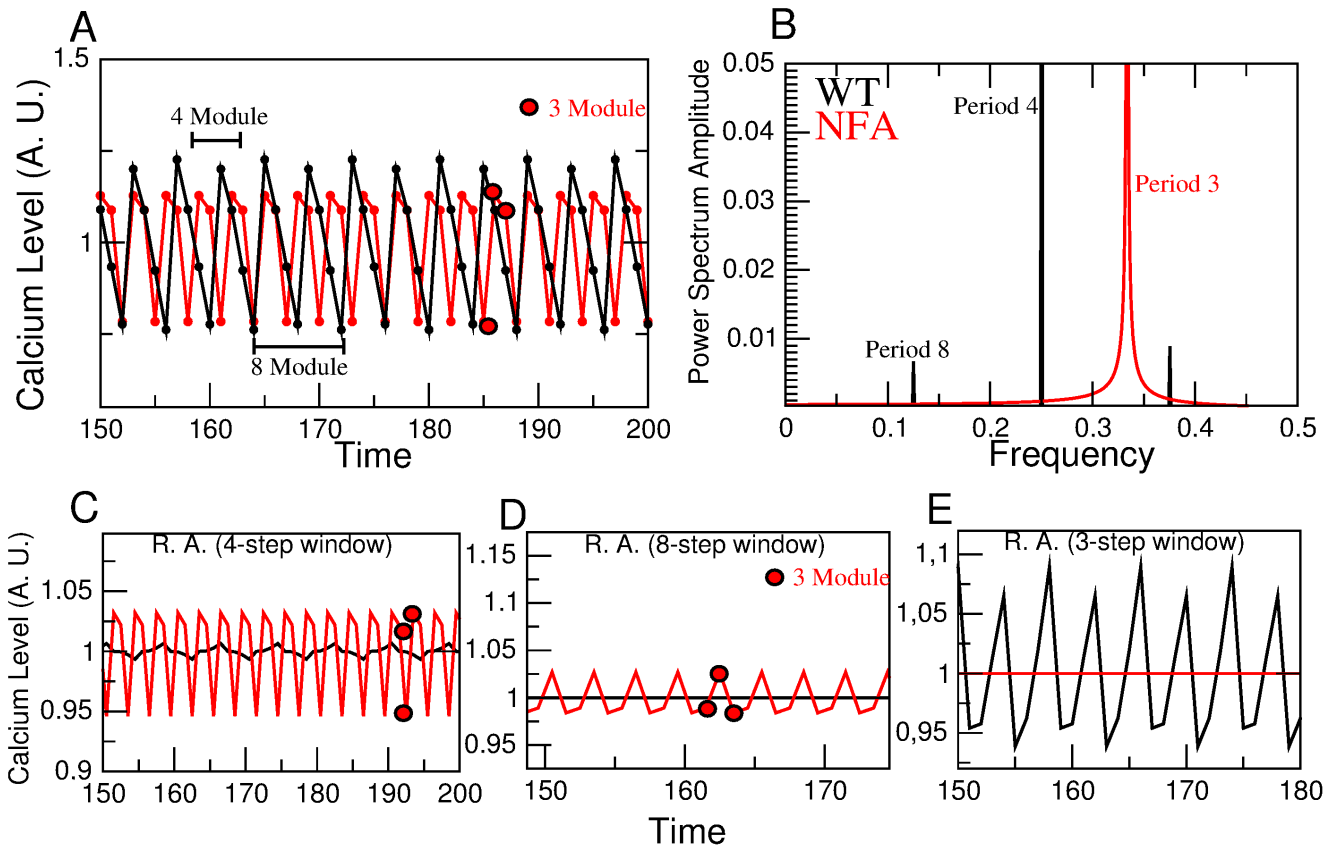 A
Calcium Level (A. U.)
1.5
1
4 Module
3 Module
8 Module
150 160 170 180 190 200
Time
B
Power Spectrum Amplitude
0.05
0.04
0.03
0.02
0.01
WT
NFA
Period 4
Period 3
Period 8
0 0.1 0.2 0.3 0.4 0.5
Frequency
C
Calcium Level (A. U.)
R. A. (4-step window)
1.05
1
0.95
0.9
150 160 170 180 190 200
D
R. A. (8-step window)
3 Module
1.15
1.1
1.05
1
0.95
150 160 170
E
R. A. (3-step window)
1,1
1,05
1
0,95
150 160 170 180
Time